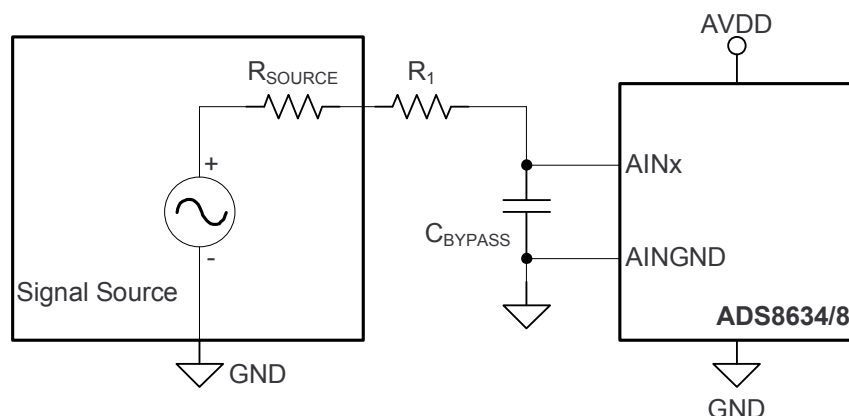 AVDD
RSOURCE
R1
+
AINx
CBYPASS
-
AINGND
Signal Source
ADS8634/8
GND
GND